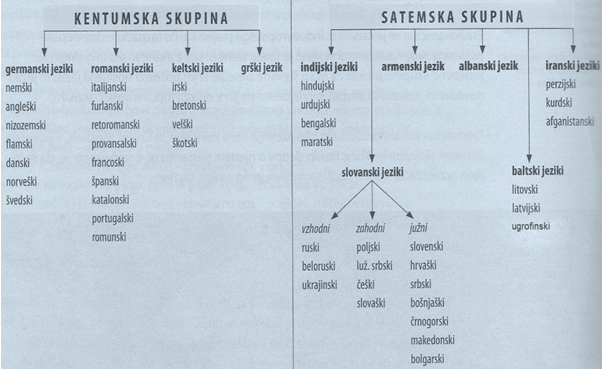 KENTUMSKA SKUPINA
germanski jeziki
nemški
angleški
nizozemski
flamski
danski
norveški
švedski
romanski jeziki
italijanski
furlanski
retoromanski
provansalski
francoski
španski
katalonski
portugalski
romunski
keltski jeziki
irski
bretonski
velški
škotski
grški jezik
SATEMSKA SKUPINA
indijski jeziki
hindujski
urdujski
bengalski
maratski
armenski jezik
albanski jezik
iranski jeziki
perzijski
kurdski
afganistanski
slovanski jeziki
vzhodni
ruski
beloruski
ukrajinski
zahodni
poljski
luž. srbski
češki
slovaški
južni
slovenski
hrvaški
srbski
bošnjaški
črnogorski
makedonski
bolgarski
baltski jeziki
litovski
latvijski
ugrofinski